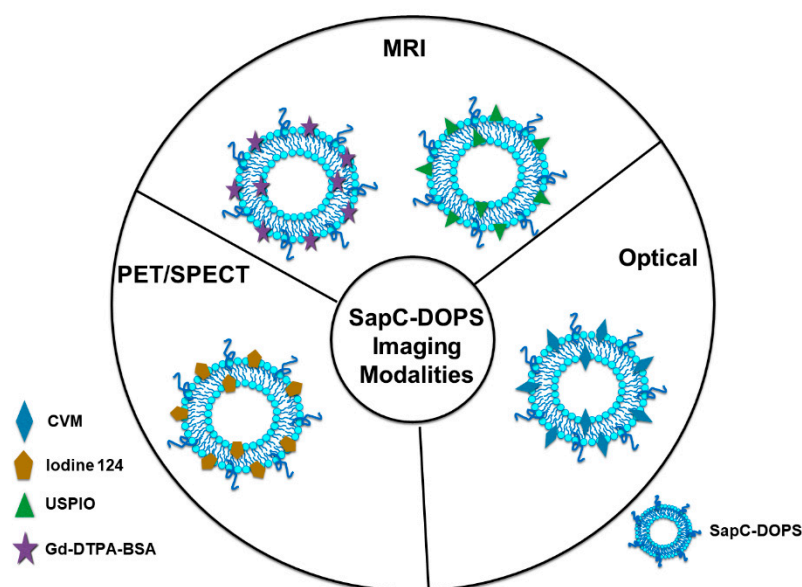 MRI
PET/SPECT
Optical
SapC-DOPS
Imaging
Modalities
CVM
Iodine 124
USPIO
Gd-DTPA-BSA
SapC-DOPS